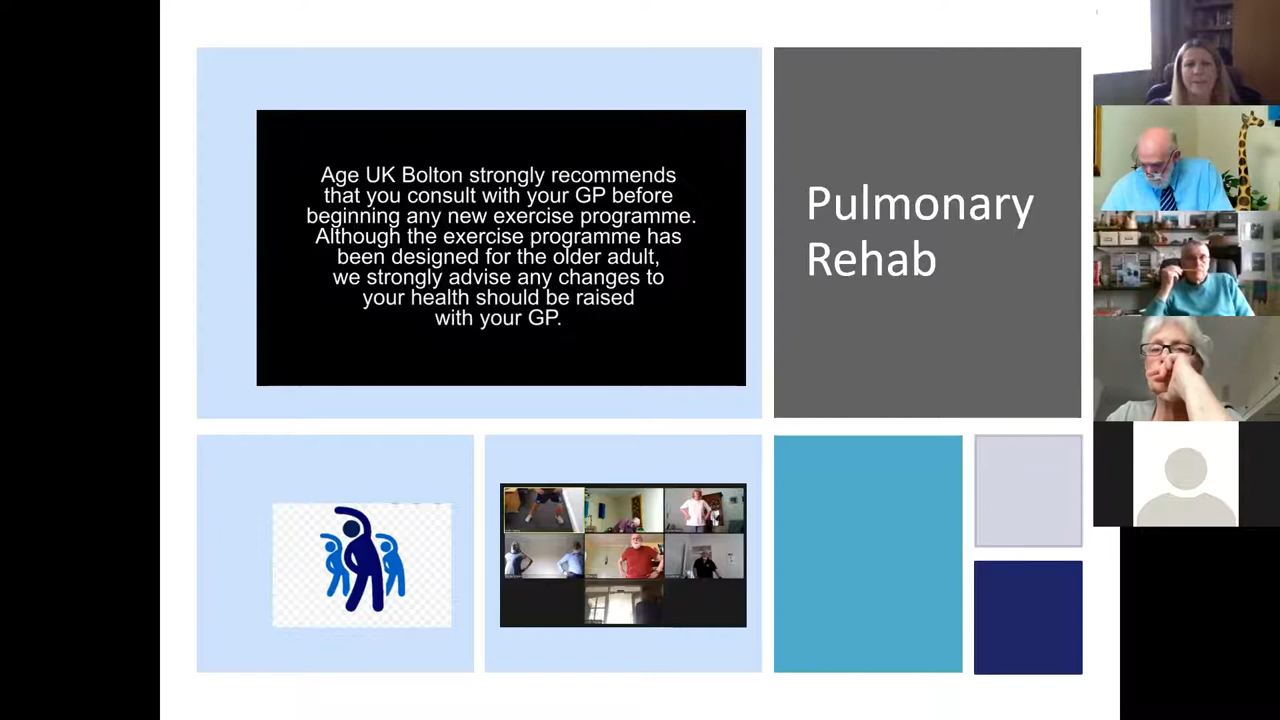 Age UK Bolton strongly recommends
that you consult with your GP before
beginning any new exercise programme.
Although the exercise programme has
been designed for the older adult,
we strongly advise any changes to
your health should be raised
with your GP.
Pulmonary
Rehab